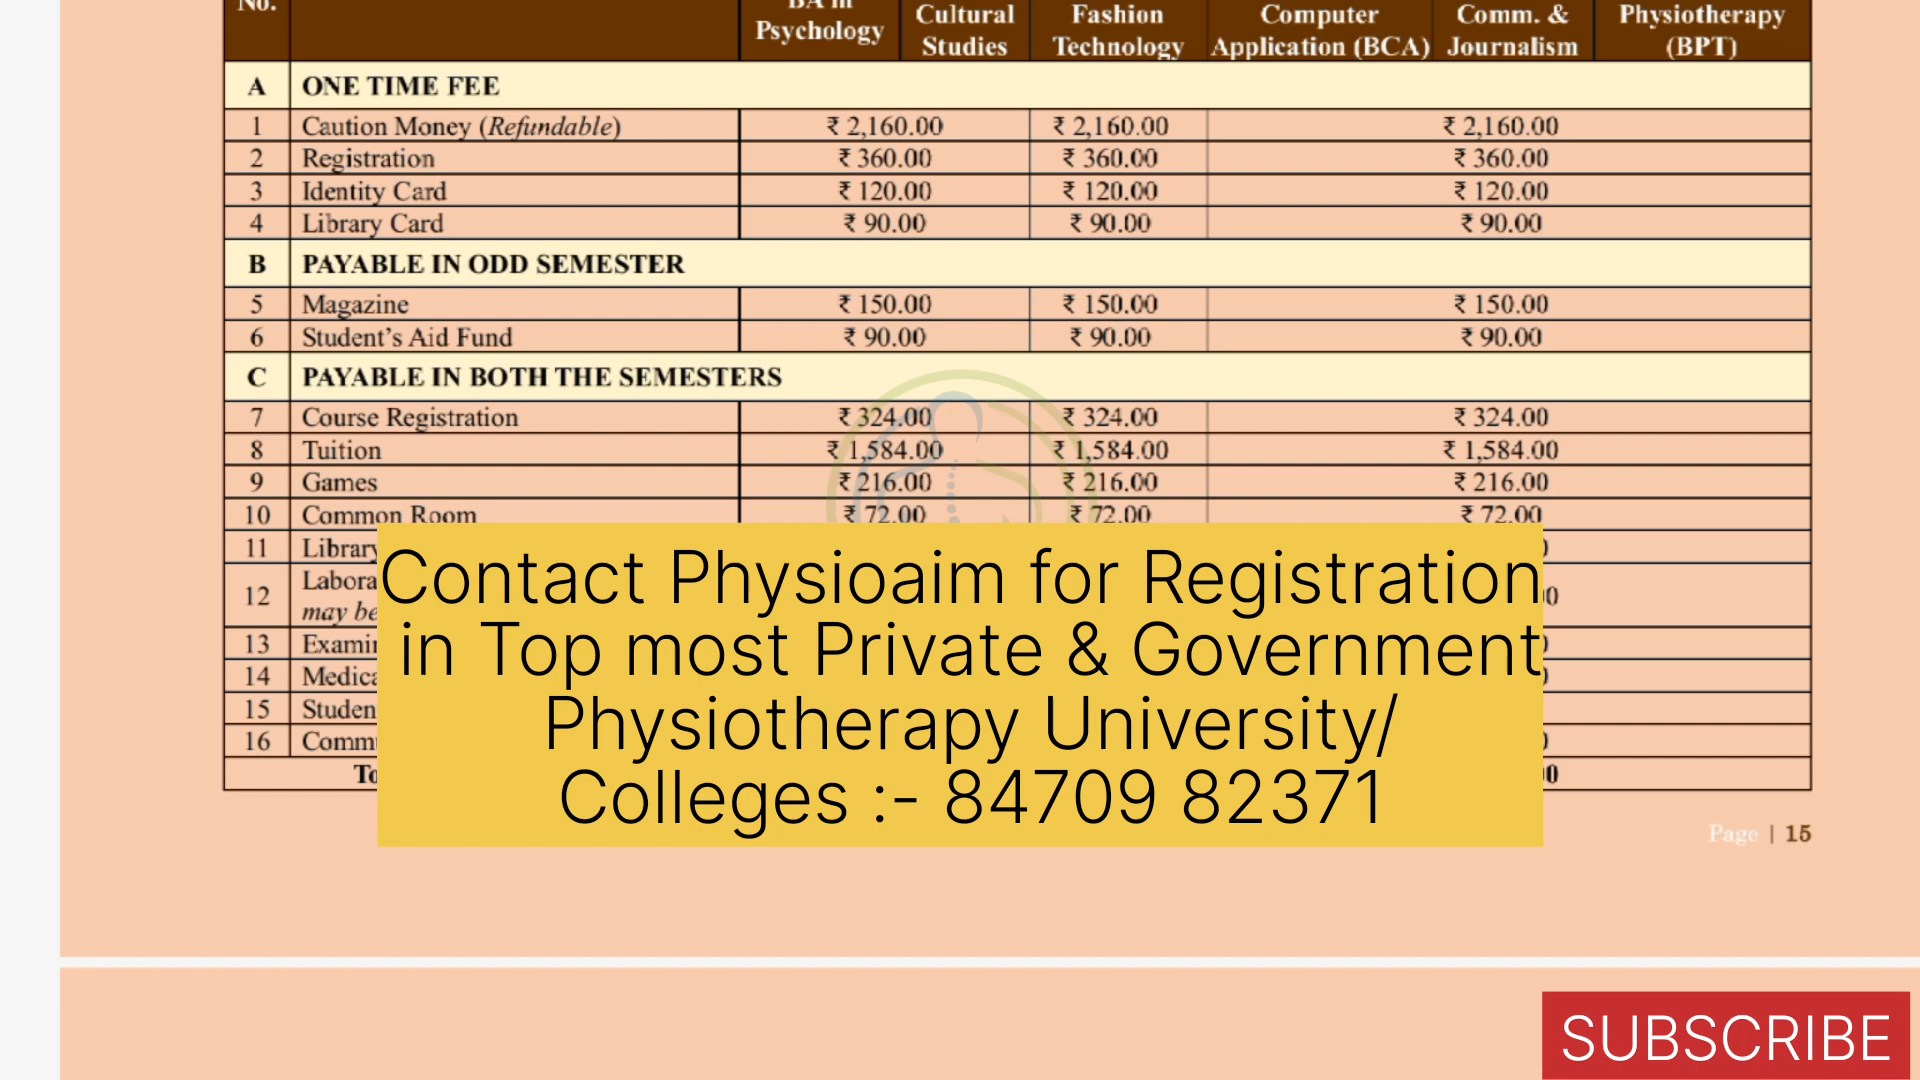 No. BA in Psychology Cultural Studies Fashion Technology Computer Application (BCA) Comm. & Journalism Physiotherapy (BPT)
A ONE TIME FEE
1 Caution Money (Refundable) ₹ 2,160.00 ₹ 2,160.00 ₹ 2,160.00
2 Registration ₹ 360.00 ₹ 360.00 ₹ 360.00
3 Identity Card ₹ 120.00 ₹ 120.00 ₹ 120.00
4 Library Card ₹ 90.00 ₹ 90.00 ₹ 90.00
B PAYABLE IN ODD SEMESTER
5 Magazine ₹ 150.00 ₹ 150.00 ₹ 150.00
6 Student’s Aid Fund ₹ 90.00 ₹ 90.00 ₹ 90.00
C PAYABLE IN BOTH THE SEMESTERS
7 Course Registration ₹ 324.00 ₹ 324.00 ₹ 324.00
8 Tuition ₹ 1,584.00 ₹ 1,584.00 ₹ 1,584.00
9 Games ₹ 216.00 ₹ 216.00 ₹ 216.00
10 Common Room ₹ 72.00 ₹ 72.00 ₹ 72.00
11 Library
12
may be
13
14
15
16
Contact Physioaim for Registration
in Top most Private & Government
Physiotherapy University/
Colleges :- 84709 82371
Page | 15
SUBSCRIBE